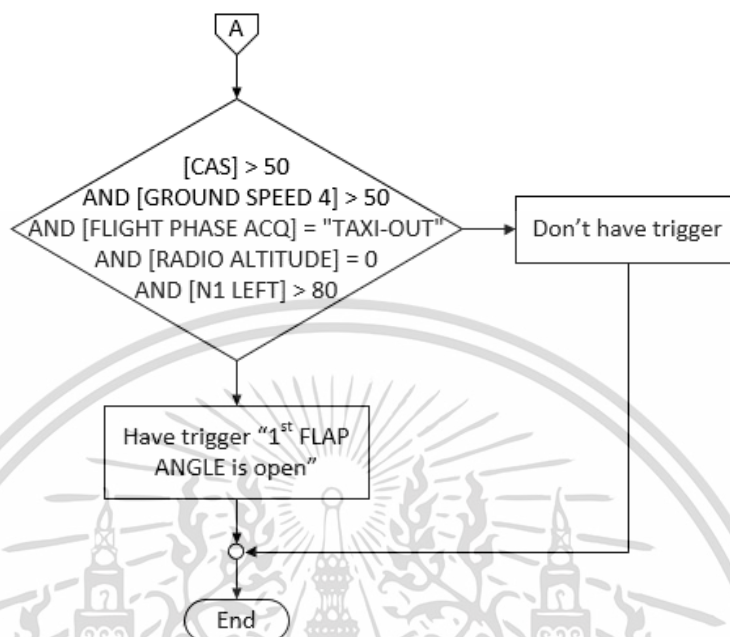 A
[CAS] > 50
AND [GROUND SPEED 4] > 50
AND [FLIGHT PHASE ACQ] = "TAXI-OUT"
AND [RADIO ALTITUDE] = 0
AND [N1 LEFT] > 80
Don't have trigger
Have trigger “1st FLAP
ANGLE is open”
End